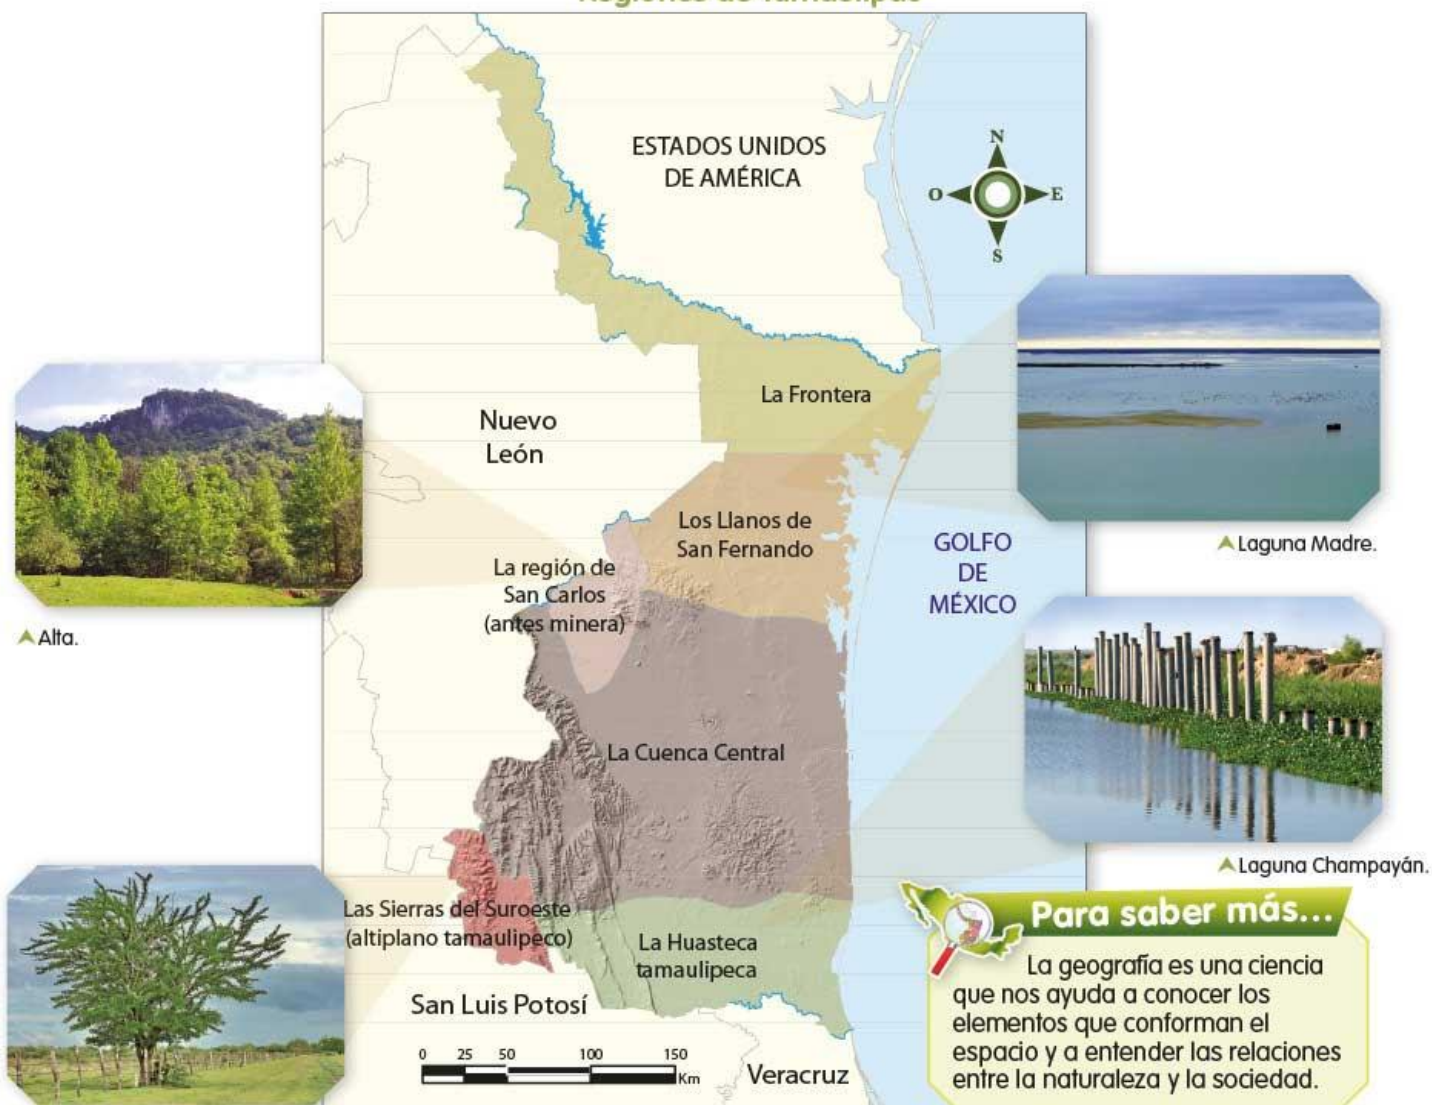 Regiones de Tamaulipas
ESTADOS UNIDOS
DE AMÉRICA
N
O
E
S
La Frontera
Nuevo
León
Los Llanos de
San Fernando
GOLFO
DE
MÉXICO
La región de
San Carlos
(antes minera)
Laguna Madre.
Alta.
La Cuenca Central
Laguna Champayán.
Las Sierras del Suroeste
(altiplano tamaulipeco)
La Huasteca
tamaulipeca
San Luis Potosí
0 25 50 100 150
Km
Veracruz
Para saber más...
La geografía es una ciencia
que nos ayuda a conocer los
elementos que conforman el
espacio y a entender las relaciones
entre la naturaleza y la sociedad.